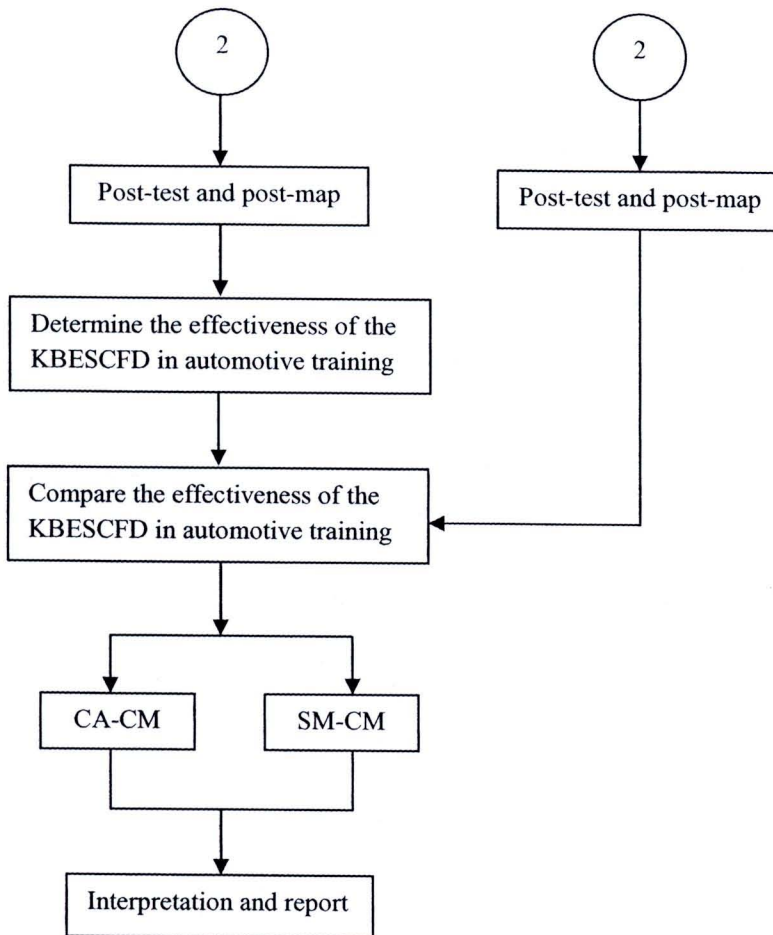 2
2
Post-test and post-map
Post-test and post-map
Determine the effectiveness of the
KBESCFD in automotive training
Compare the effectiveness of the
KBESCFD in automotive training
CA-CM
SM-CM
Interpretation and report